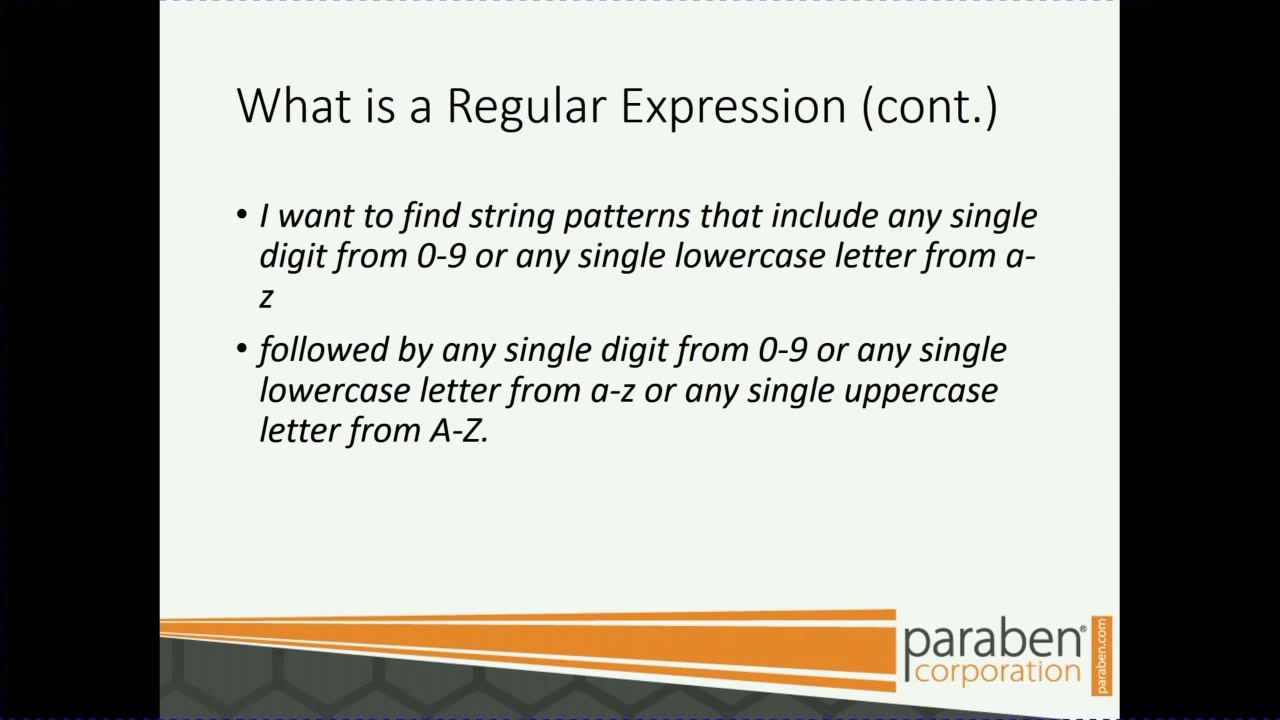 What is a Regular Expression (cont.)
• I want to find string patterns that include any single
digit from 0-9 or any single lowercase letter from a-
z
• followed by any single digit from 0-9 or any single
lowercase letter from a-z or any single uppercase
letter from A-Z.
paraben®
corporation
paraben.com